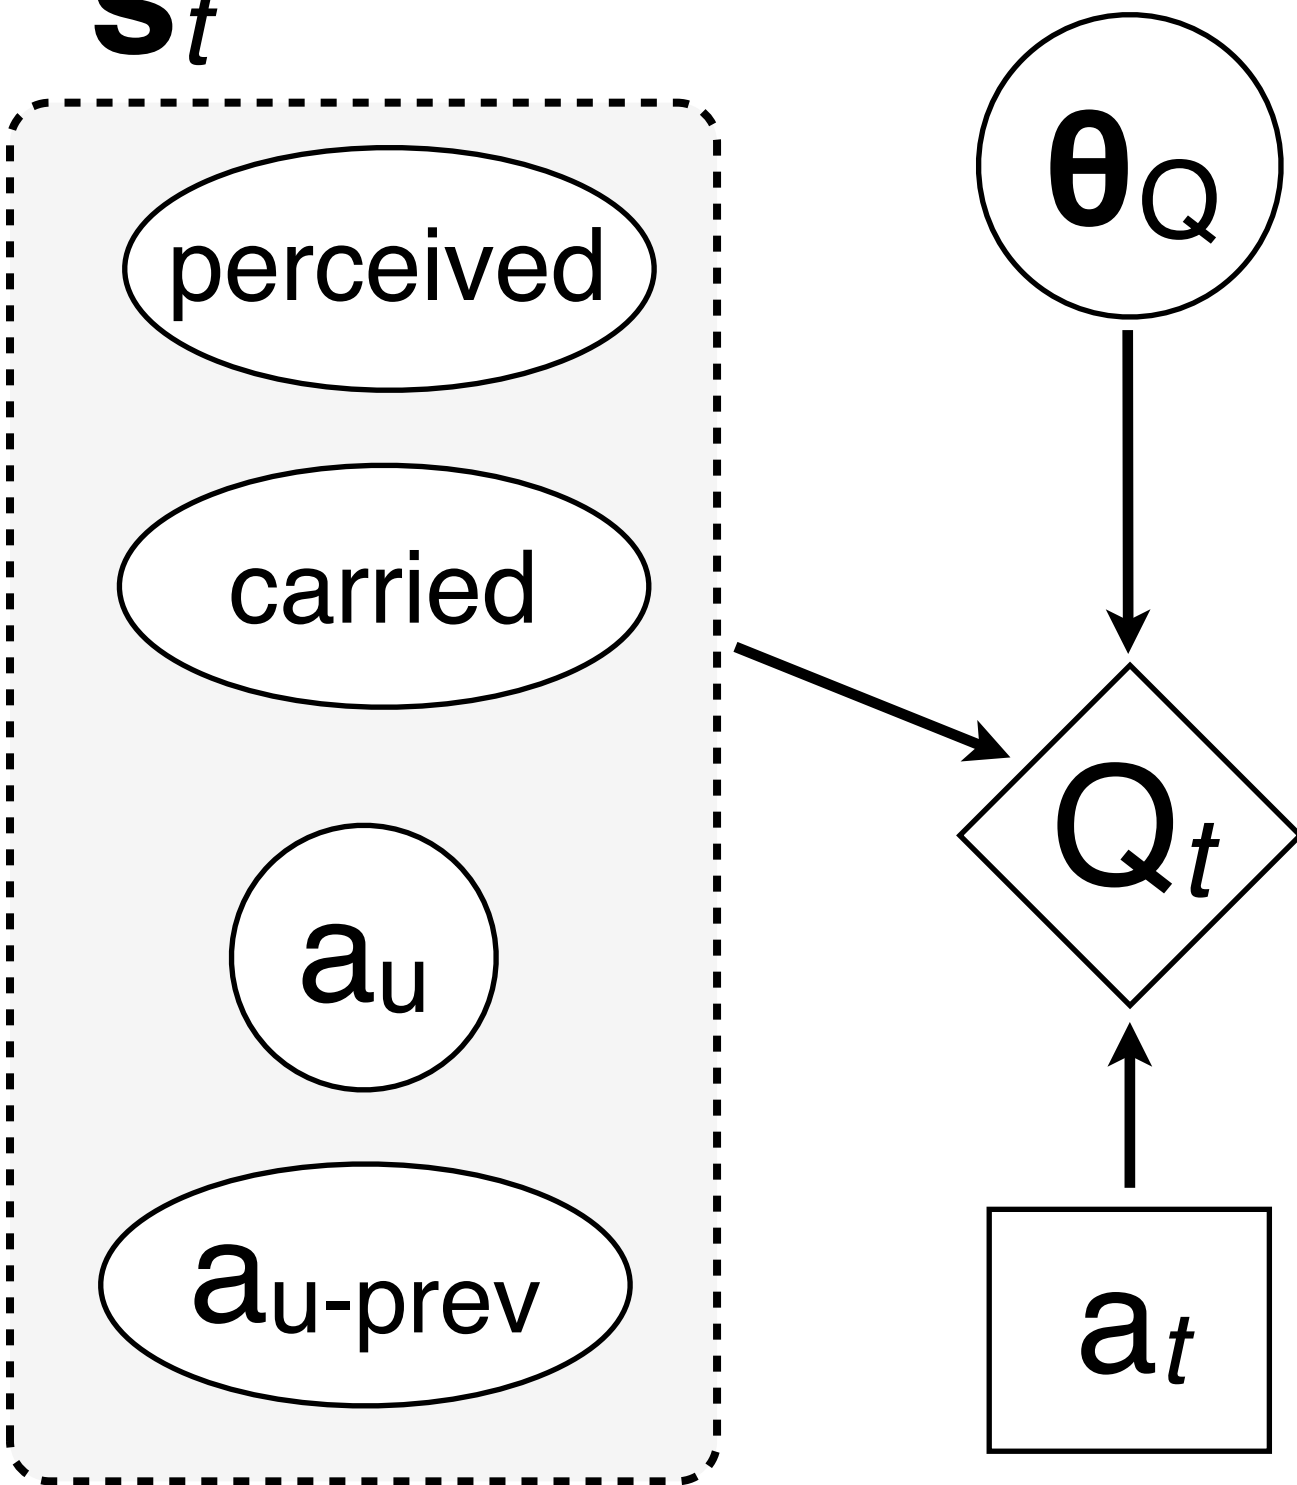 s_t
perceived
carried
a_u
a_u-prev
θ_Q
Q_t
a_t